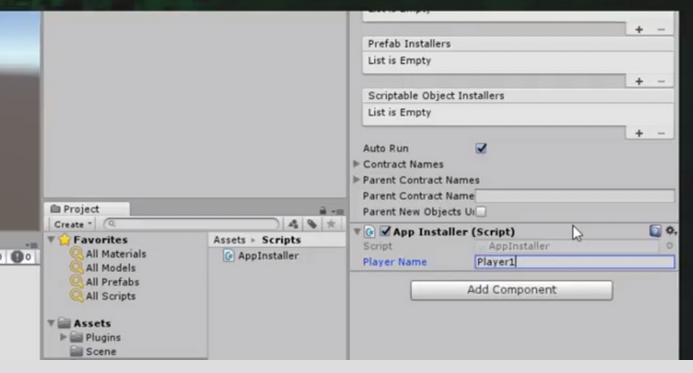 List is Empty
Prefab Installers
List is Empty
Scriptable Object Installers
List is Empty
Auto Run
Contract Names
Parent Contract Names
Parent Contract Name
Parent New Objects U
App Installer (Script)
Script AppInstaller
Player Name Player1
Add Component
Project
Create
Favorites
All Materials
All Models
All Prefabs
All Scripts
Assets
Plugins
Scene
Assets ▸ Scripts
AppInstaller
0